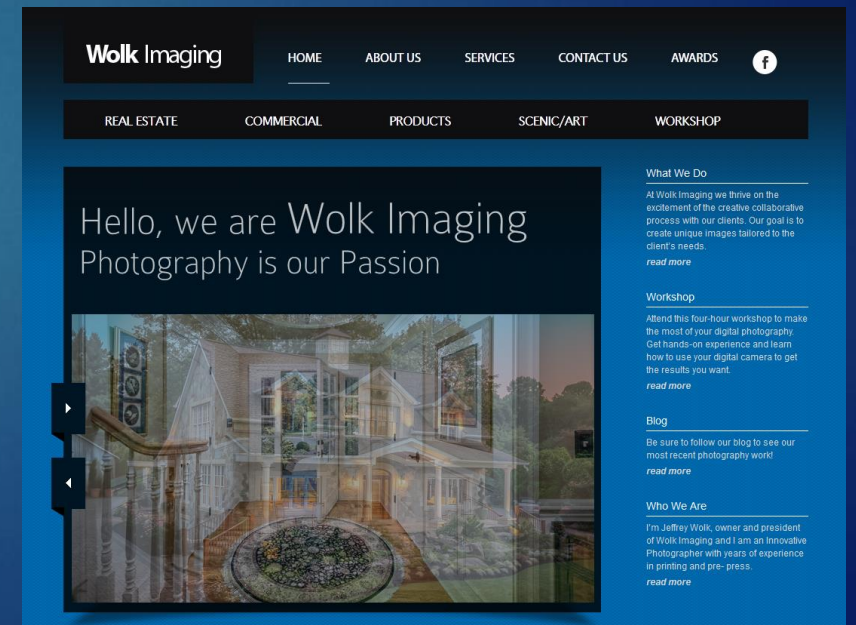 Wolk Imaging
HOME ABOUT US SERVICES CONTACT US AWARDS f
REAL ESTATE COMMERCIAL PRODUCTS SCENIC/ART WORKSHOP
Hello, we are Wolk Imaging
Photography is our Passion
What We Do
At Wolk Imaging we thrive on the
excitement of the creative collaborative
process with our clients. Our goal is to
create unique images tailored to the
client's needs.
read more
Workshop
Attend this four-hour workshop to make
the most of your digital photography.
Get hands-on experience and learn
how to use your digital camera to get
the results you want.
read more
Blog
Be sure to follow our blog to see our
most recent photography work!
read more
Who We Are
I'm Jeffrey Wolk, owner and president
of Wolk Imaging and I am an Innovative
Photographer with years of experience
in printing and pre- press.
read more